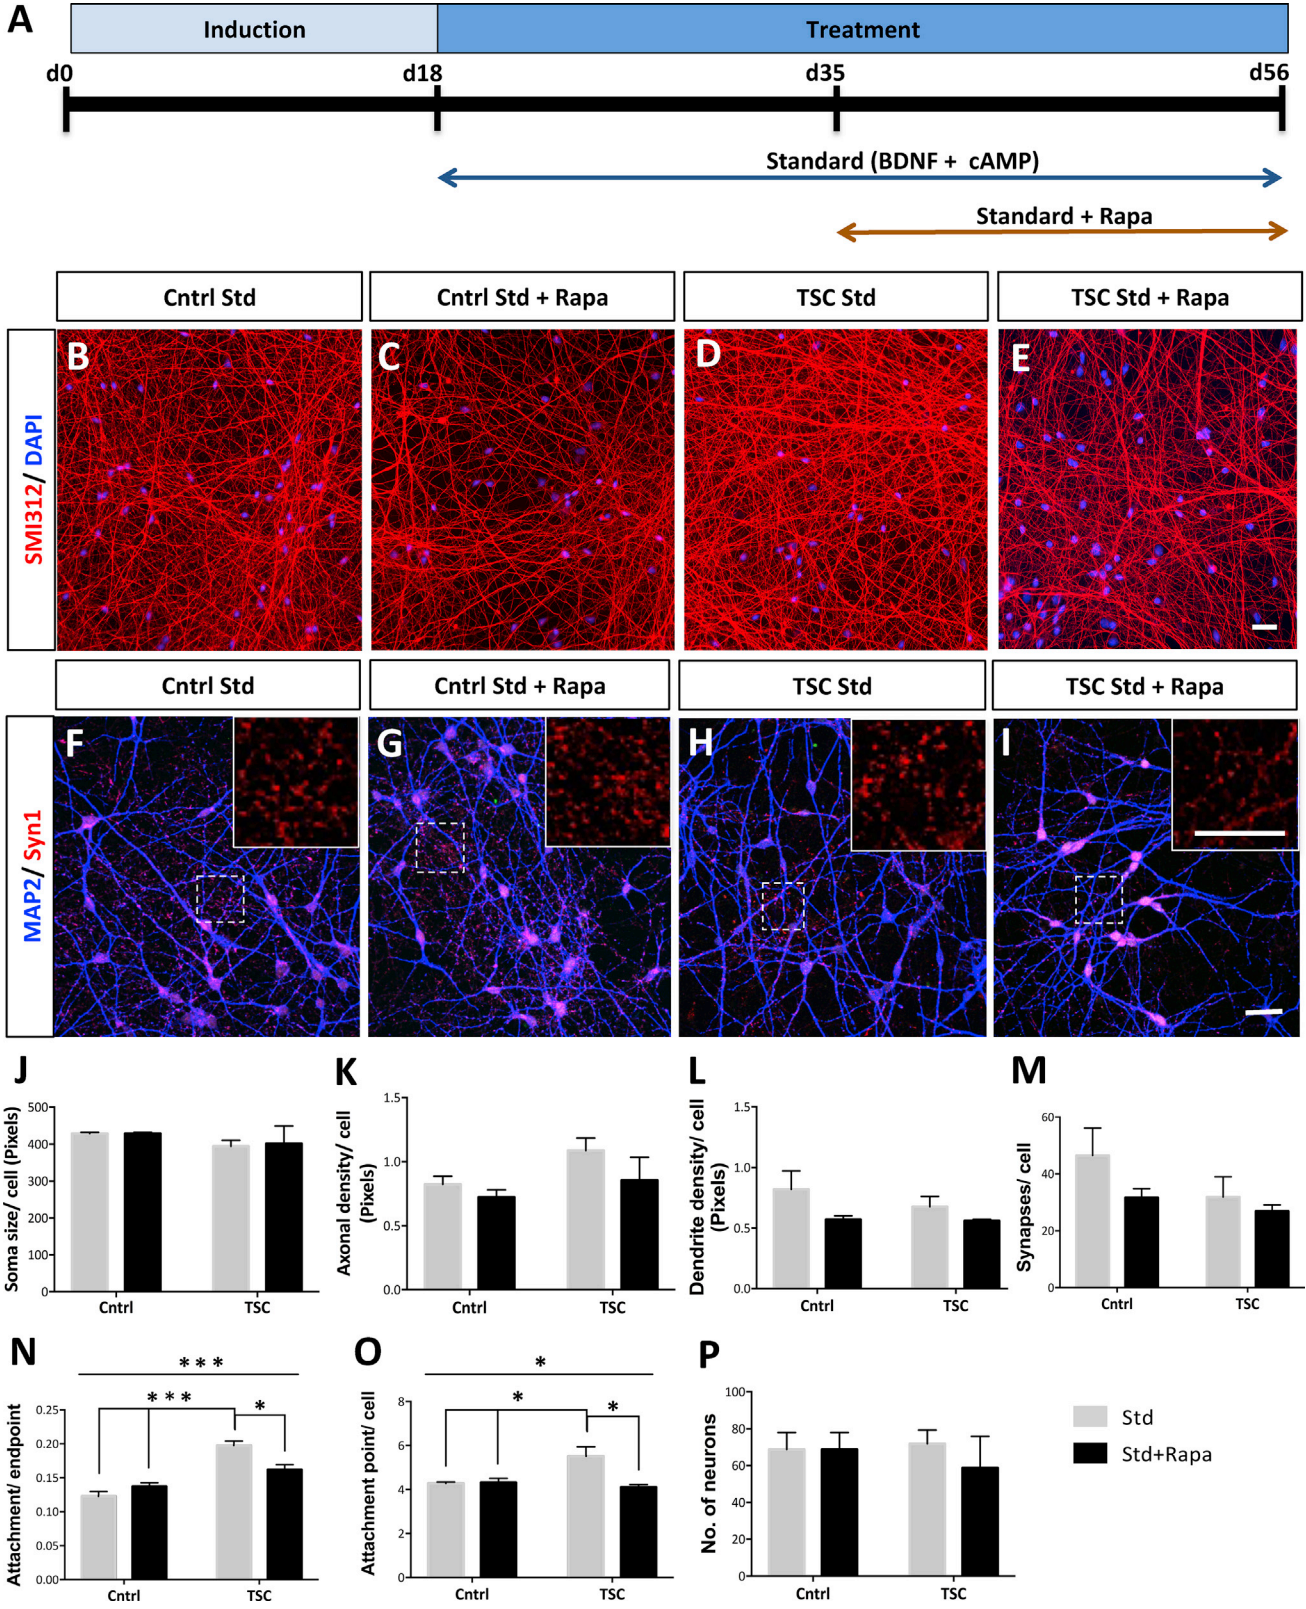 A
Induction
Treatment
d0
d18
d35
d56
Standard (BDNF + cAMP)
Standard + Rapa
Cntrl Std
Cntrl Std + Rapa
TSC Std
TSC Std + Rapa
SMI312/ DAPI
B
C
D
E
Cntrl Std
Cntrl Std + Rapa
TSC Std
TSC Std + Rapa
MAP2/ Syn1
F
G
H
I
J
Soma size/ cell (Pixels)
500
400
300
200
100
0
Cntrl
TSC
K
Axonal density/ cell
(Pixels)
1.5
1.0
0.5
0.0
Cntrl
TSC
L
Dendrite density/ cell
(Pixels)
1.5
1.0
0.5
0.0
Cntrl
TSC
M
Synapses/ cell
60
40
20
0
Cntrl
TSC
N
Attachment/ endpoint
***
***
*
0.25
0.20
0.15
0.10
0.05
0.00
Cntrl
TSC
O
Attachment point/ cell
*
*
*
8
6
4
2
0
Cntrl
TSC
P
No. of neurons
100
80
60
40
20
0
Cntrl
TSC
Std
Std+Rapa